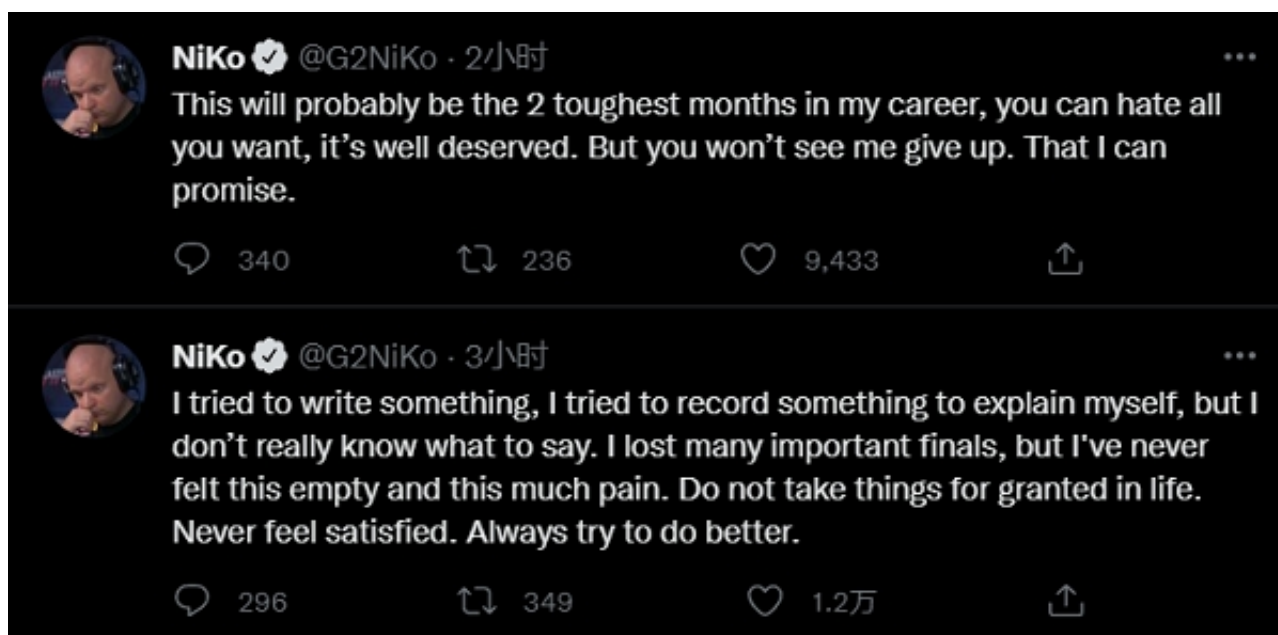 NiKo @G2NiKo · 2小时
This will probably be the 2 toughest months in my career, you can hate all
you want, it’s well deserved. But you won’t see me give up. That I can
promise.
340 236 9,433
NiKo @G2NiKo · 3小时
I tried to write something, I tried to record something to explain myself, but I
don’t really know what to say. I lost many important finals, but I've never
felt this empty and this much pain. Do not take things for granted in life.
Never feel satisfied. Always try to do better.
296 349 1.2万